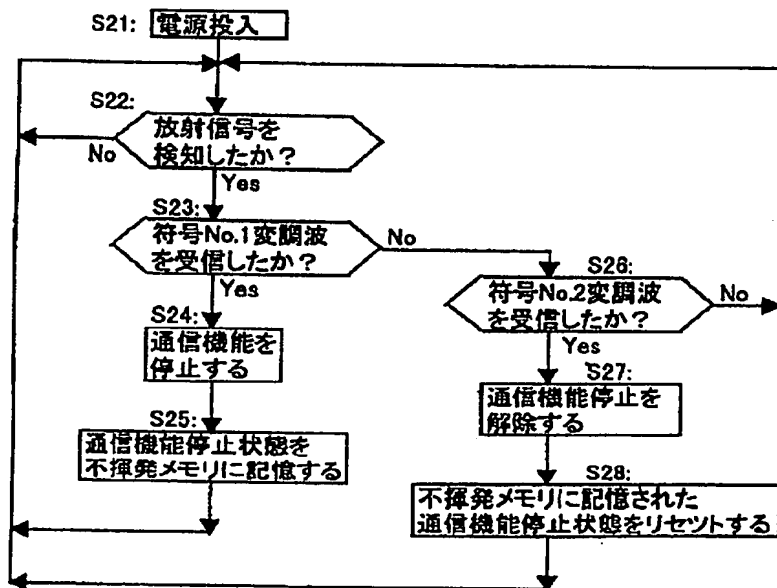 S21: 電源投入
S22:
放射信号を
検知したか？
No
Yes
S23:
符号No.1変調波
を受信したか？
No
Yes
S24:
通信機能を
停止する
S25:
通信機能停止状態を
不揮発メモリに記憶する
S26:
符号No.2変調波
を受信したか？
No
Yes
S27:
通信機能停止を
解除する
S28:
不揮発メモリに記憶された
通信機能停止状態をリセツトする